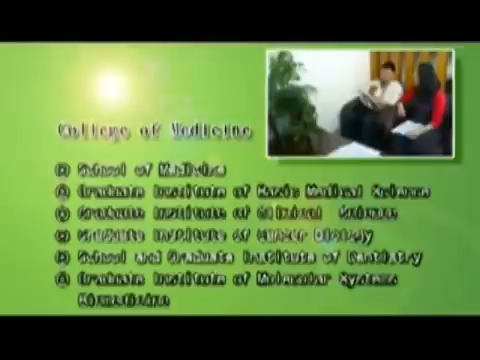 College of Medicine
School of Medicine
Graduate Institute of Basic Medical Science
Graduate Institute of Clinical Science
Graduate Institute of Cancer Biology
School and Graduate Institute of Dentistry
Graduate Institute of Molecular Systems
Biomedicine